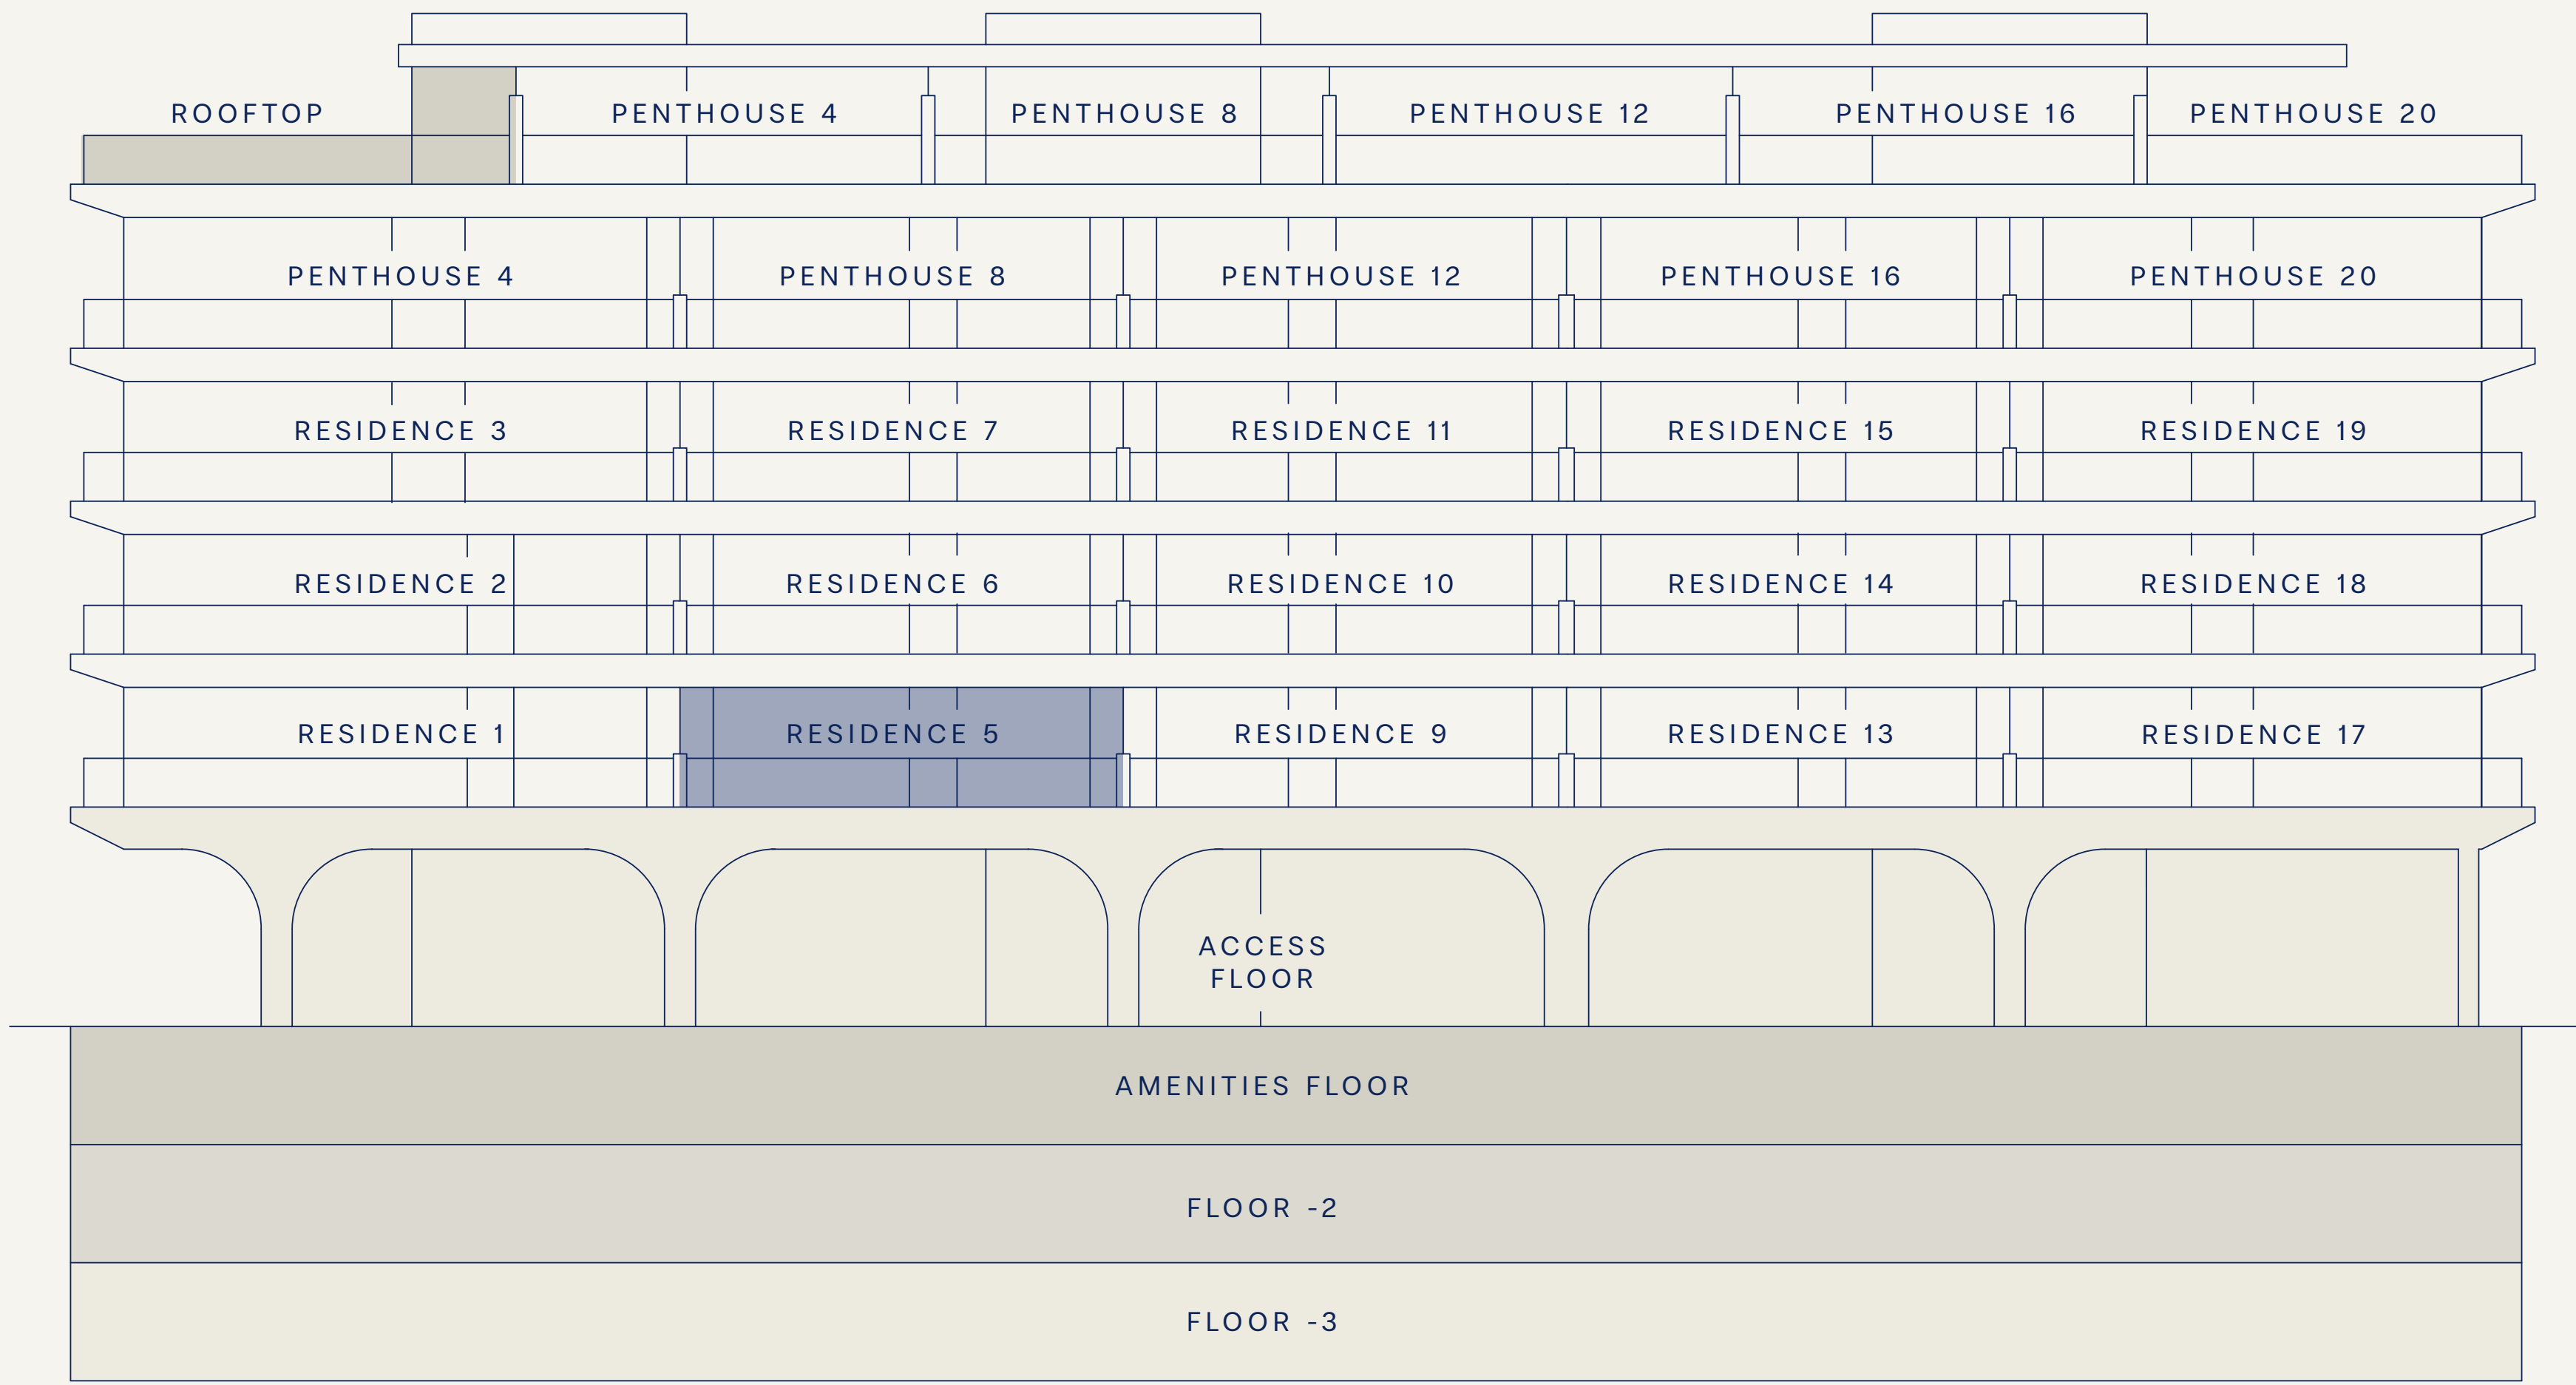 ROOFTOP
PENTHOUSE 4
PENTHOUSE 8
PENTHOUSE 12
PENTHOUSE 16
PENTHOUSE 20
PENTHOUSE 4
PENTHOUSE 8
PENTHOUSE 12
PENTHOUSE 16
PENTHOUSE 20
RESIDENCE 3
RESIDENCE 7
RESIDENCE 11
RESIDENCE 15
RESIDENCE 19
RESIDENCE 2
RESIDENCE 6
RESIDENCE 10
RESIDENCE 14
RESIDENCE 18
RESIDENCE 1
RESIDENCE 5
RESIDENCE 9
RESIDENCE 13
RESIDENCE 17
ACCESS
FLOOR
AMENITIES FLOOR
FLOOR -2
FLOOR -3